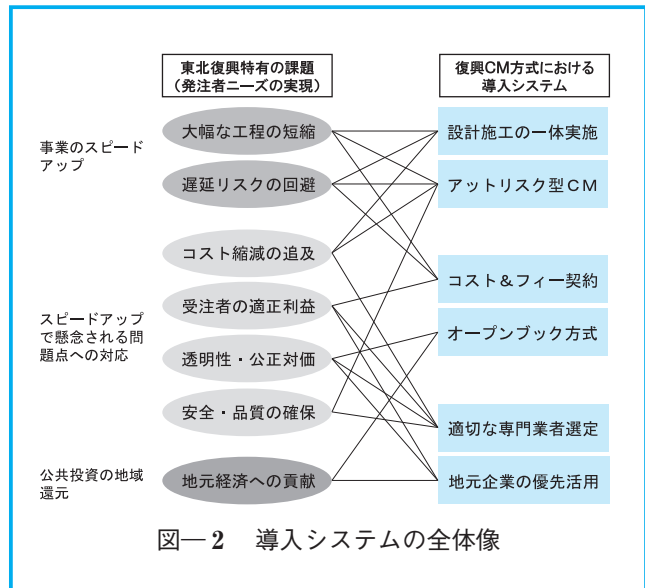 東北復興特有の課題
(発注者ニーズの実現)
復興CM方式における
導入システム
事業のスピード
アップ
大幅な工程の短縮
遅延リスクの回避
スピードアップ
で懸念される問
題点への対応
コスト縮減の追及
受注者の適正利益
透明性・公正対価
安全・品質の確保
公共投資の地域
還元
地元経済への貢献
設計施工の一体実施
アットリスク型CM
コスト&フィー契約
オープンブック方式
適切な専門業者選定
地元企業の優先活用
図―2 導入システムの全体像